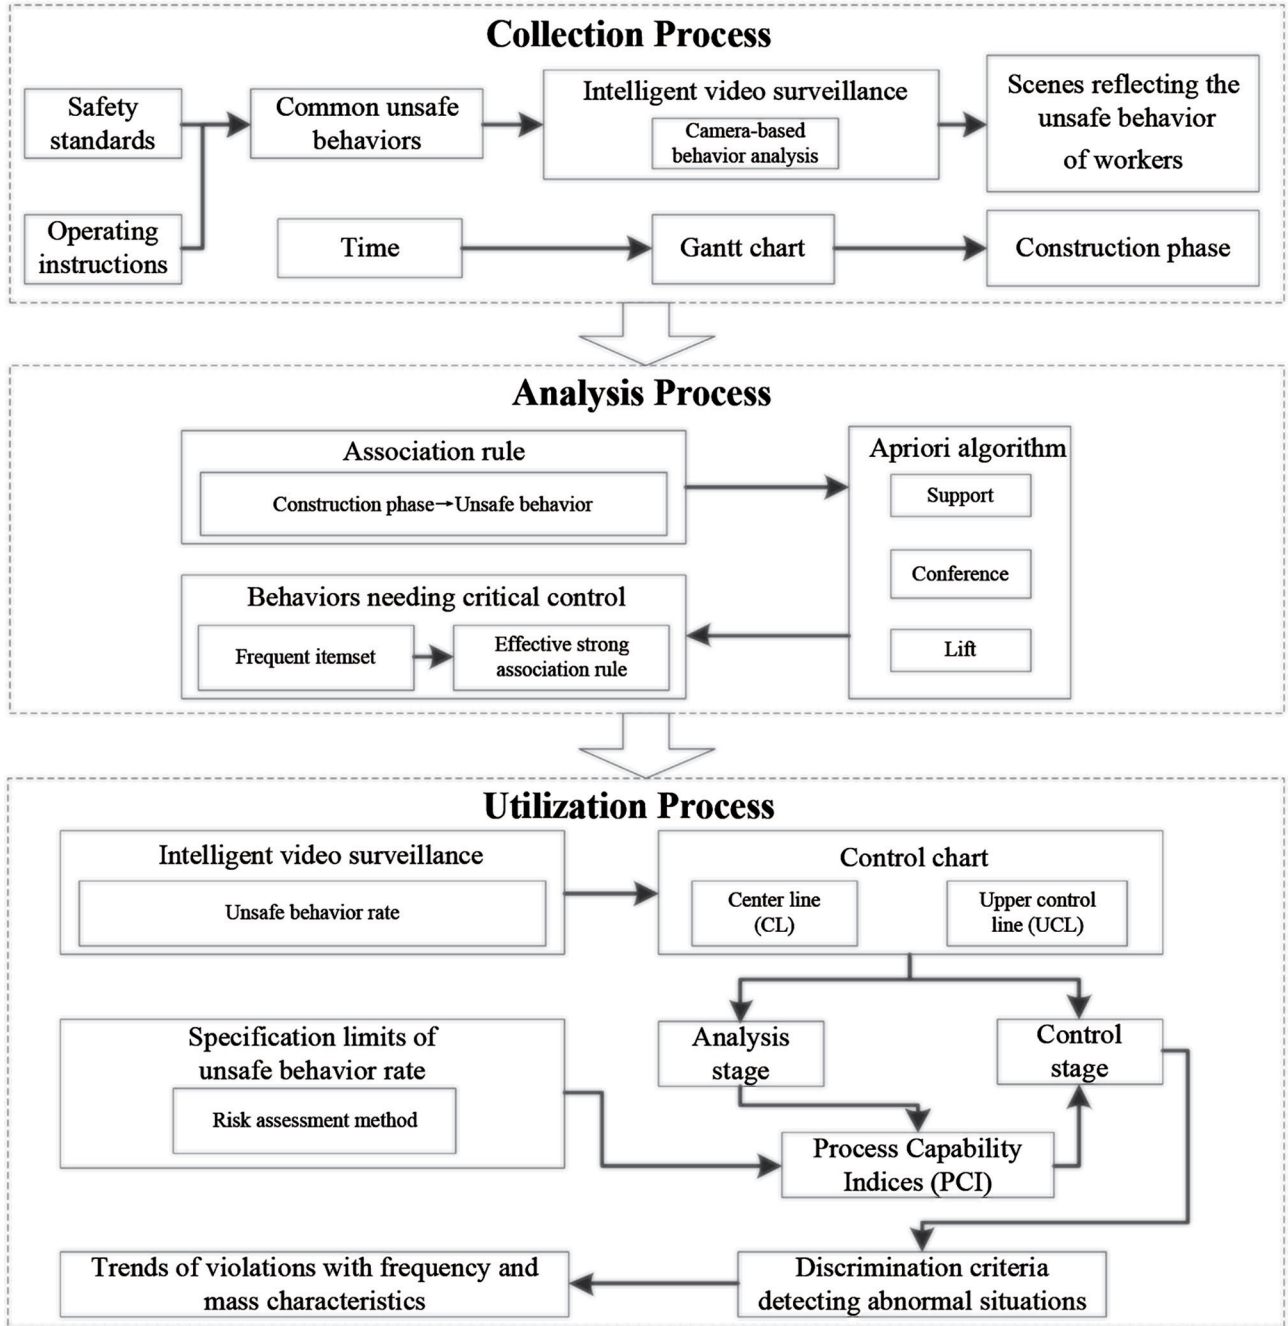 Collection Process
Safety
standards
Common unsafe
behaviors
Intelligent video surveillance
Camera-based
behavior analysis
Scenes reflecting the
unsafe behavior
of workers
Operating
instructions
Time
Gantt chart
Construction phase
Analysis Process
Association rule
Construction phase→Unsafe behavior
Apriori algorithm
Support
Conference
Lift
Behaviors needing critical control
Frequent itemset
Effective strong
association rule
Utilization Process
Intelligent video surveillance
Unsafe behavior rate
Control chart
Center line
(CL)
Upper control
line (UCL)
Specification limits of
unsafe behavior rate
Risk assessment method
Analysis
stage
Control
stage
Process Capability
Indices (PCI)
Trends of violations with frequency and
mass characteristics
Discrimination criteria
detecting abnormal situations